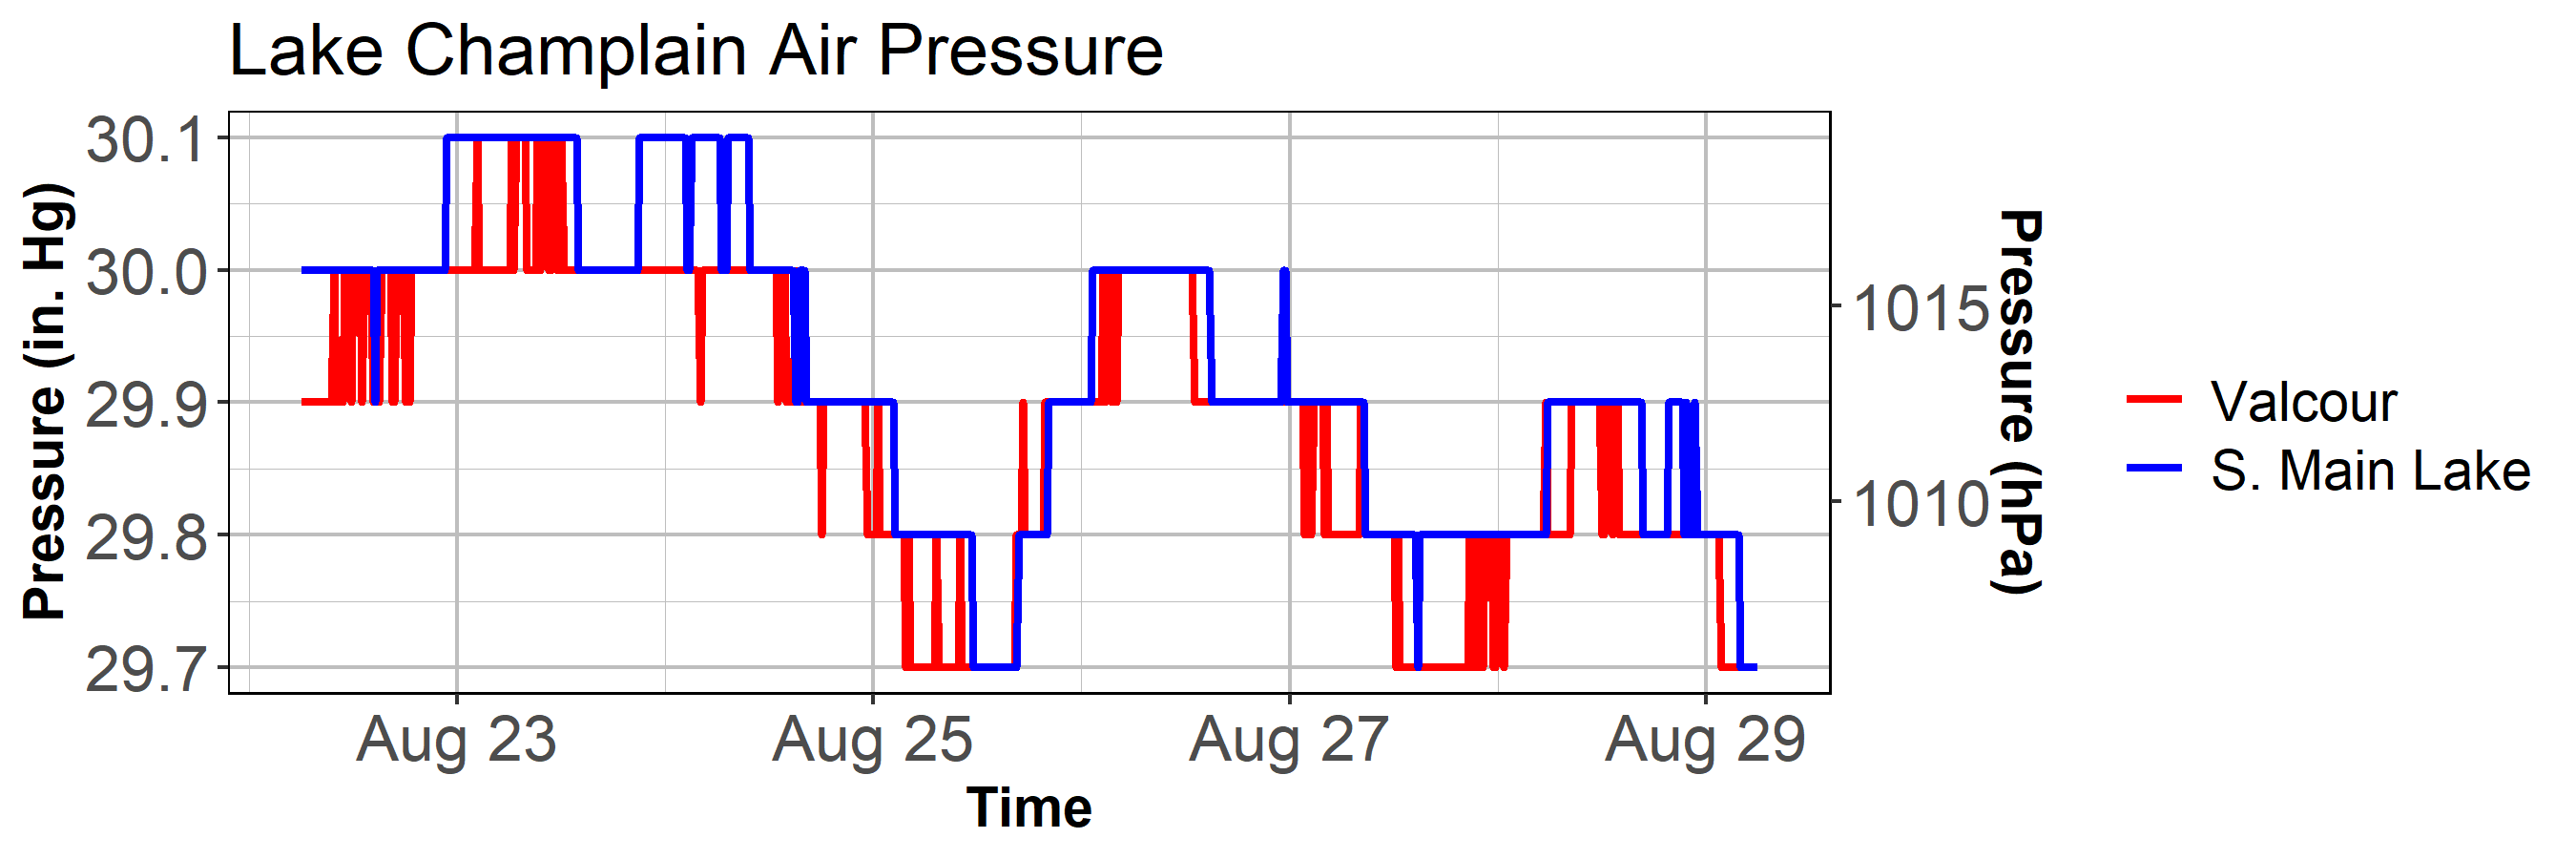 Lake Champlain Air Pressure
Pressure (in. Hg)
30.1
30.0
29.9
29.8
29.7
Aug 23
Aug 25
Aug 27
Aug 29
Time
1015
1010
Pressure (hPa)
Valcour
S. Main Lake